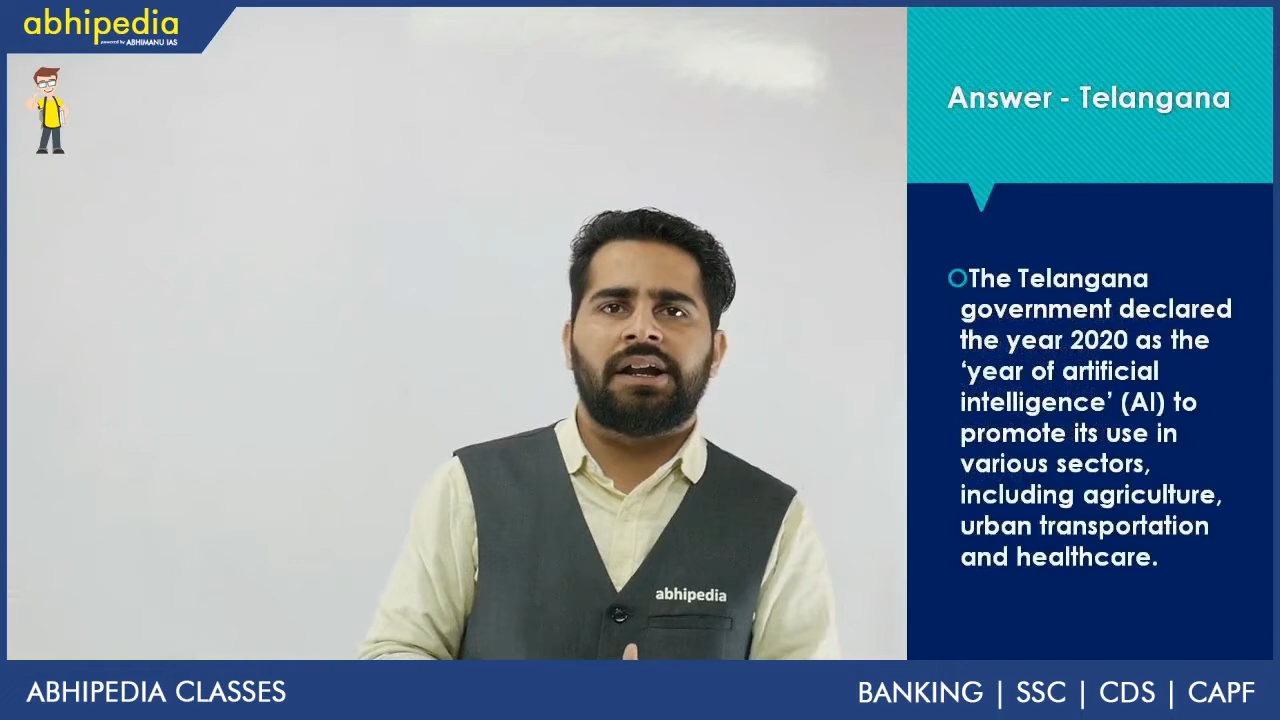 abhipedia
powered by ABHIMANU IAS
Answer - Telangana
The Telangana
government declared
the year 2020 as the
‘year of artificial
intelligence’ (AI) to
promote its use in
various sectors,
including agriculture,
urban transportation
and healthcare.
abhipedia
ABHIPEDIA CLASSES
BANKING | SSC | CDS | CAPF